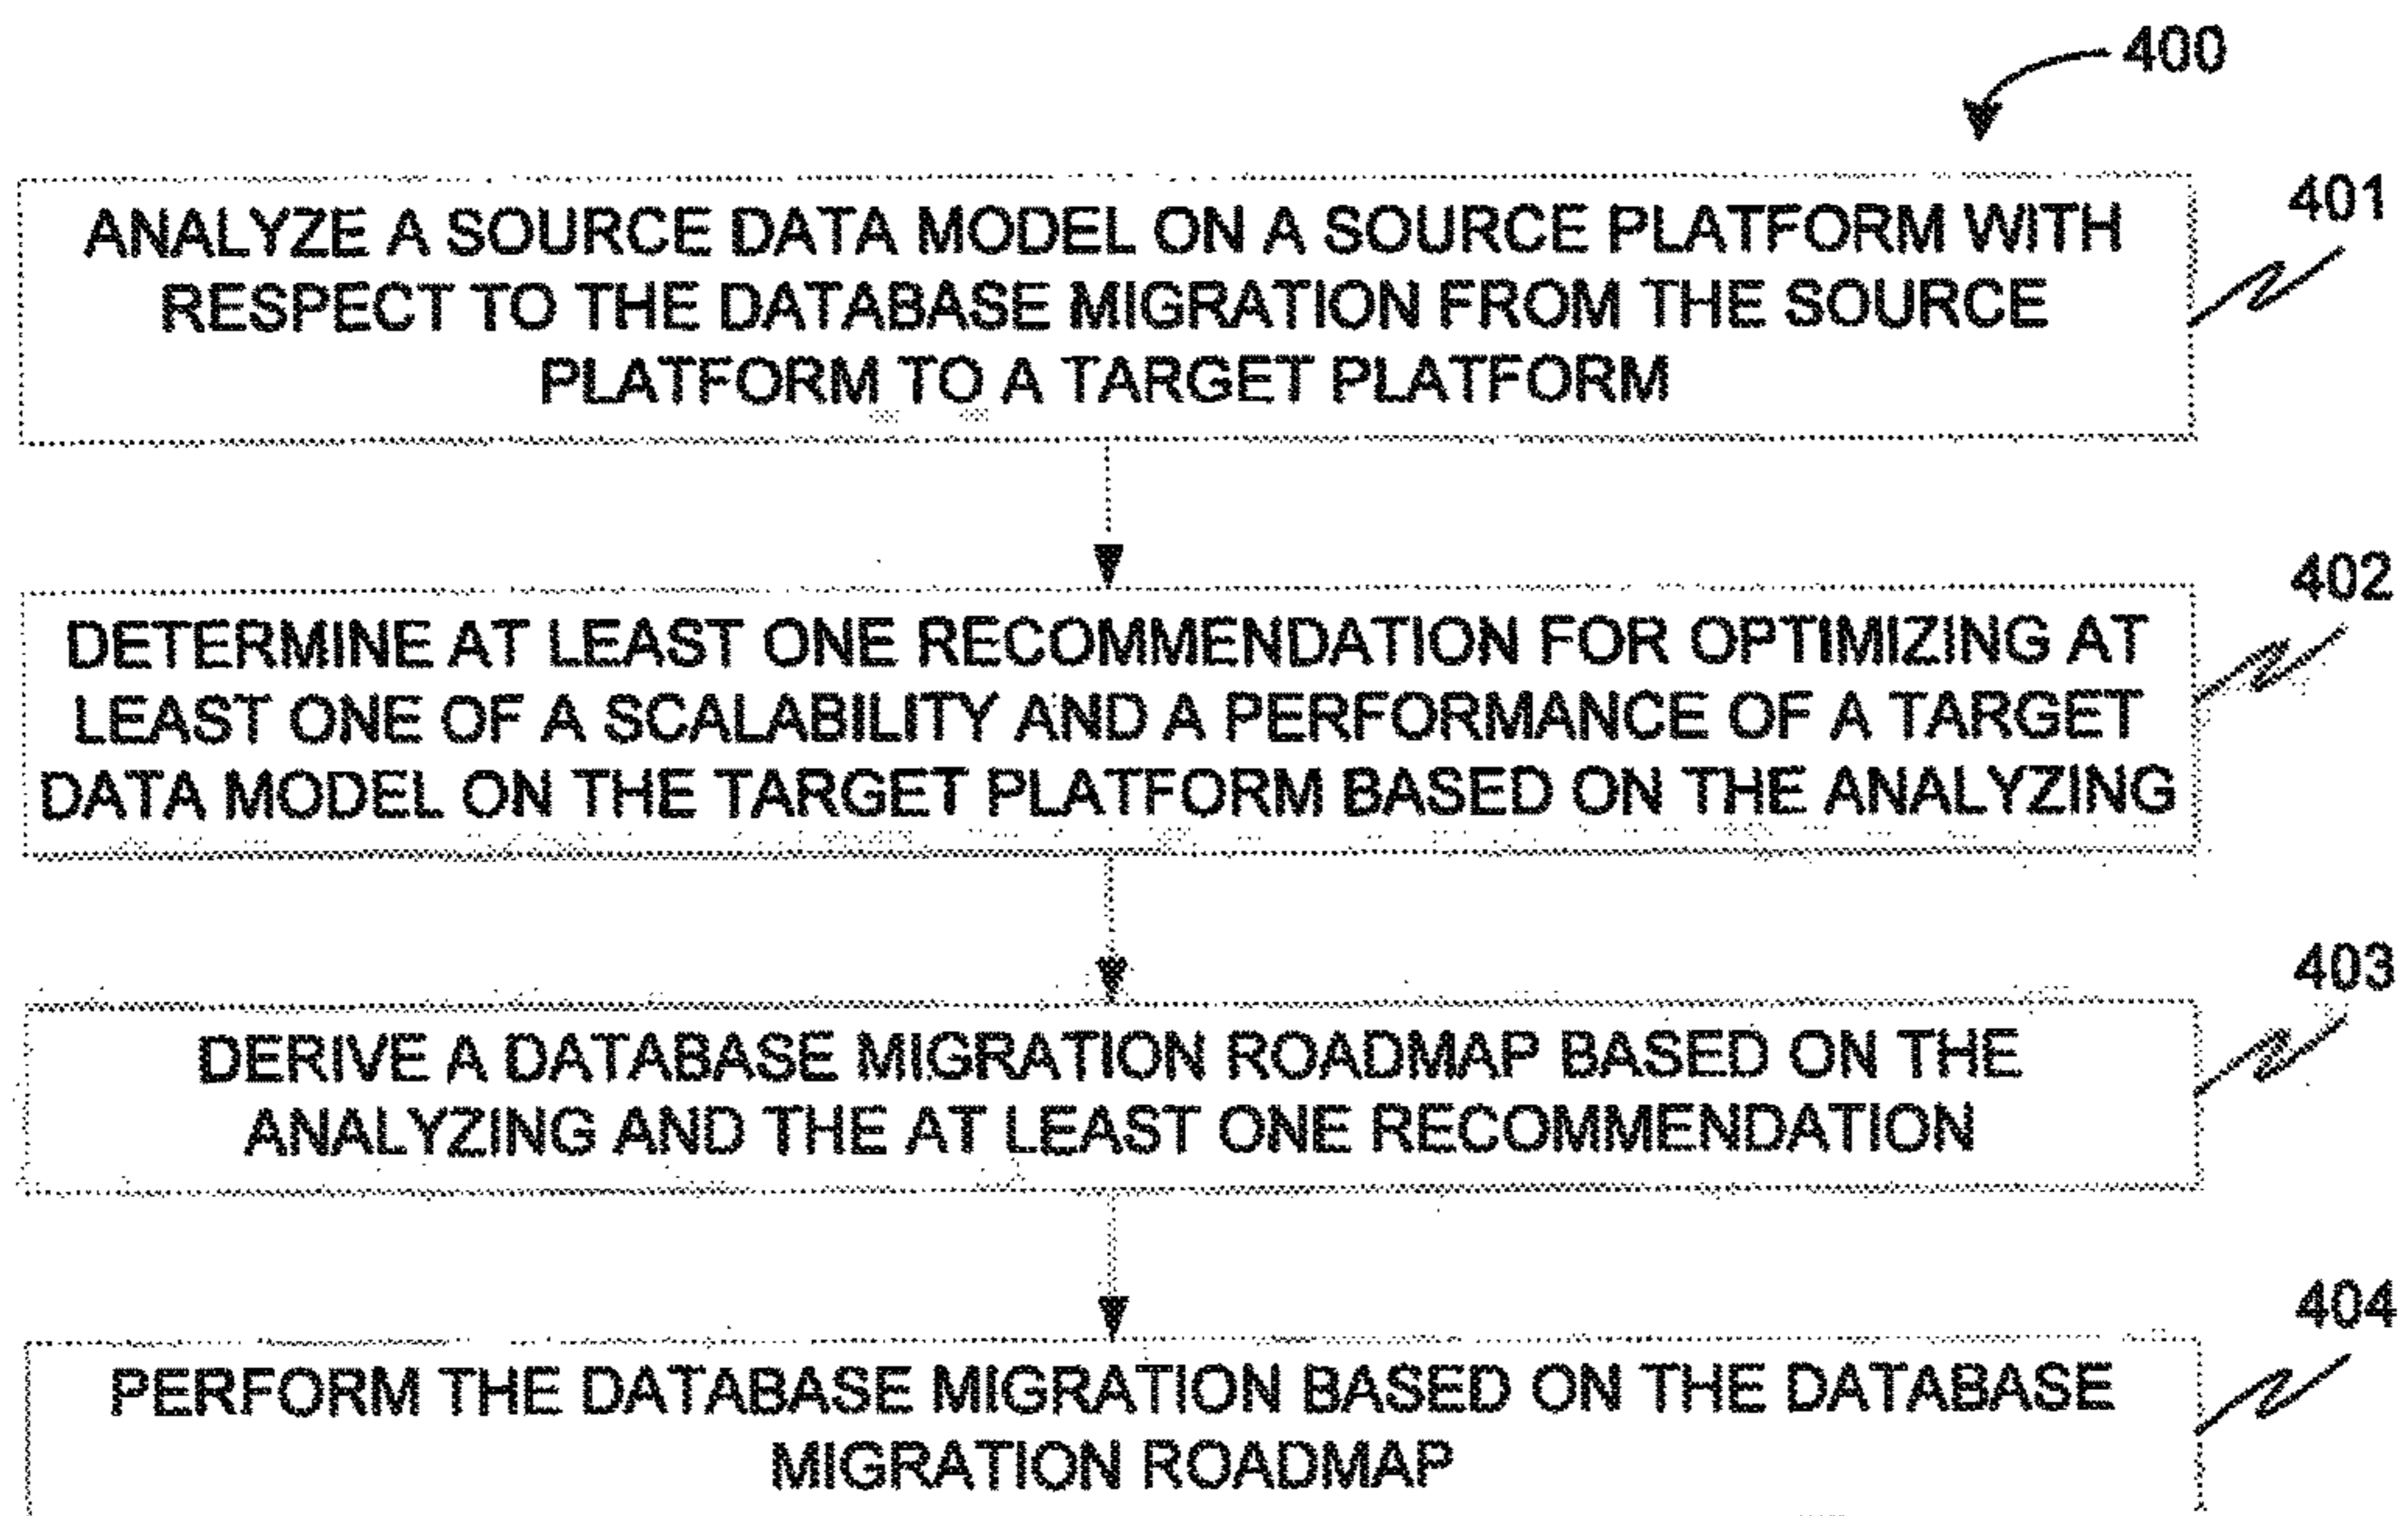 400
401
ANALYZE A SOURCE DATA MODEL ON A SOURCE PLATFORM WITH
RESPECT TO THE DATABASE MIGRATION FROM THE SOURCE
PLATFORM TO A TARGET PLATFORM
402
DETERMINE AT LEAST ONE RECOMMENDATION FOR OPTIMIZING AT
LEAST ONE OF A SCALABILITY AND A PERFORMANCE OF A TARGET
DATA MODEL ON THE TARGET PLATFORM BASED ON THE ANALYZING
403
DERIVE A DATABASE MIGRATION ROADMAP BASED ON THE
ANALYZING AND THE AT LEAST ONE RECOMMENDATION
404
PERFORM THE DATABASE MIGRATION BASED ON THE DATABASE
MIGRATION ROADMAP